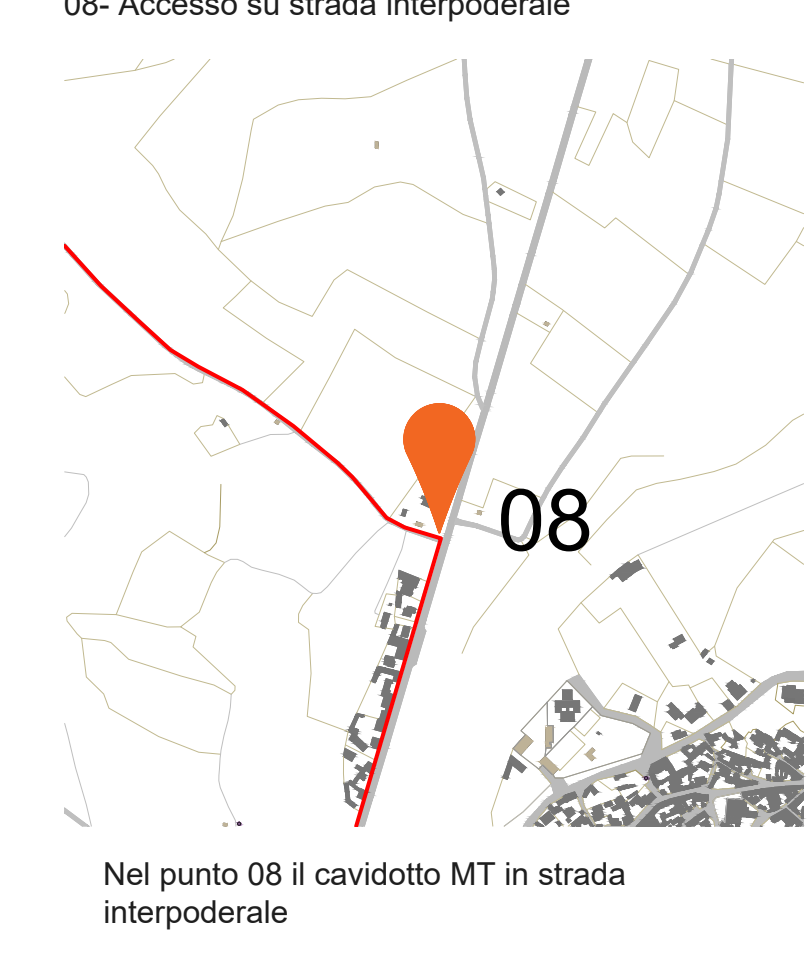 08- Accesso su strada interpoderale
08
Nel punto 08 il cavidotto MT in strada
interpoderale